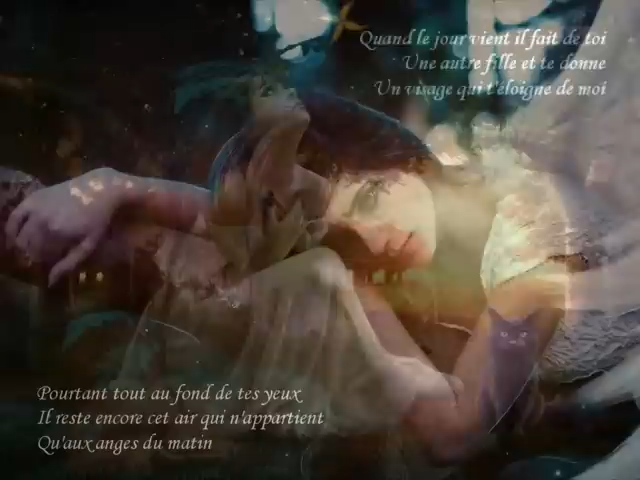 Quand le jour vient il fait de toi
Une autre fille et te donne
Un visage qui t'éloigne de moi
Pourtant tout au fond de tes yeux
Il reste encore cet air qui n'appartient
Qu'aux anges du matin